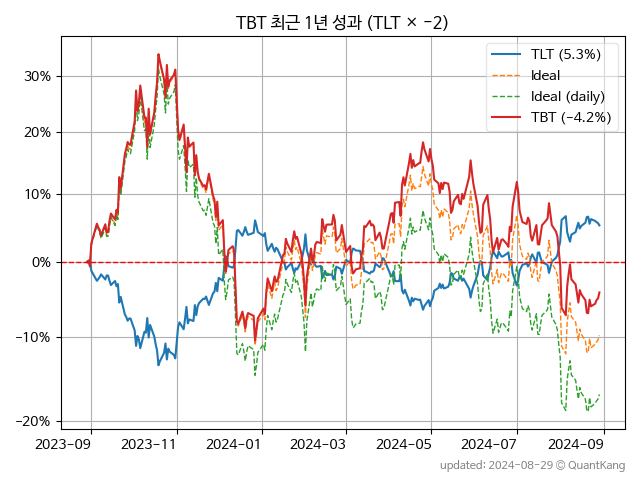 TBT 최근 1년 성과 (TLT × −2)
TLT (5.3%)
Ideal
Ideal (daily)
TBT (−4.2%)
30%
20%
10%
0%
−10%
−20%
2023-09
2023-11
2024-01
2024-03
2024-05
2024-07
2024-09
updated: 2024-08-29 © QuantKang